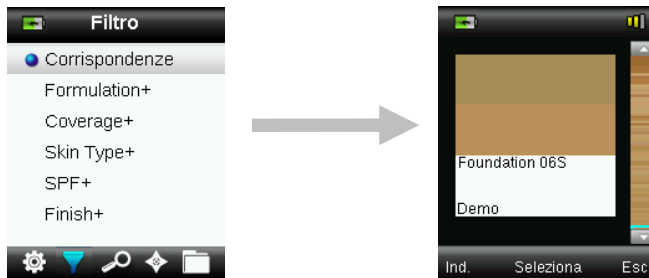 Filtro
Corrispondenze
Formulation+
Coverage+
Skin Type+
SPF+
Finish+
Foundation 06S
Demo
Ind. Seleziona Esc